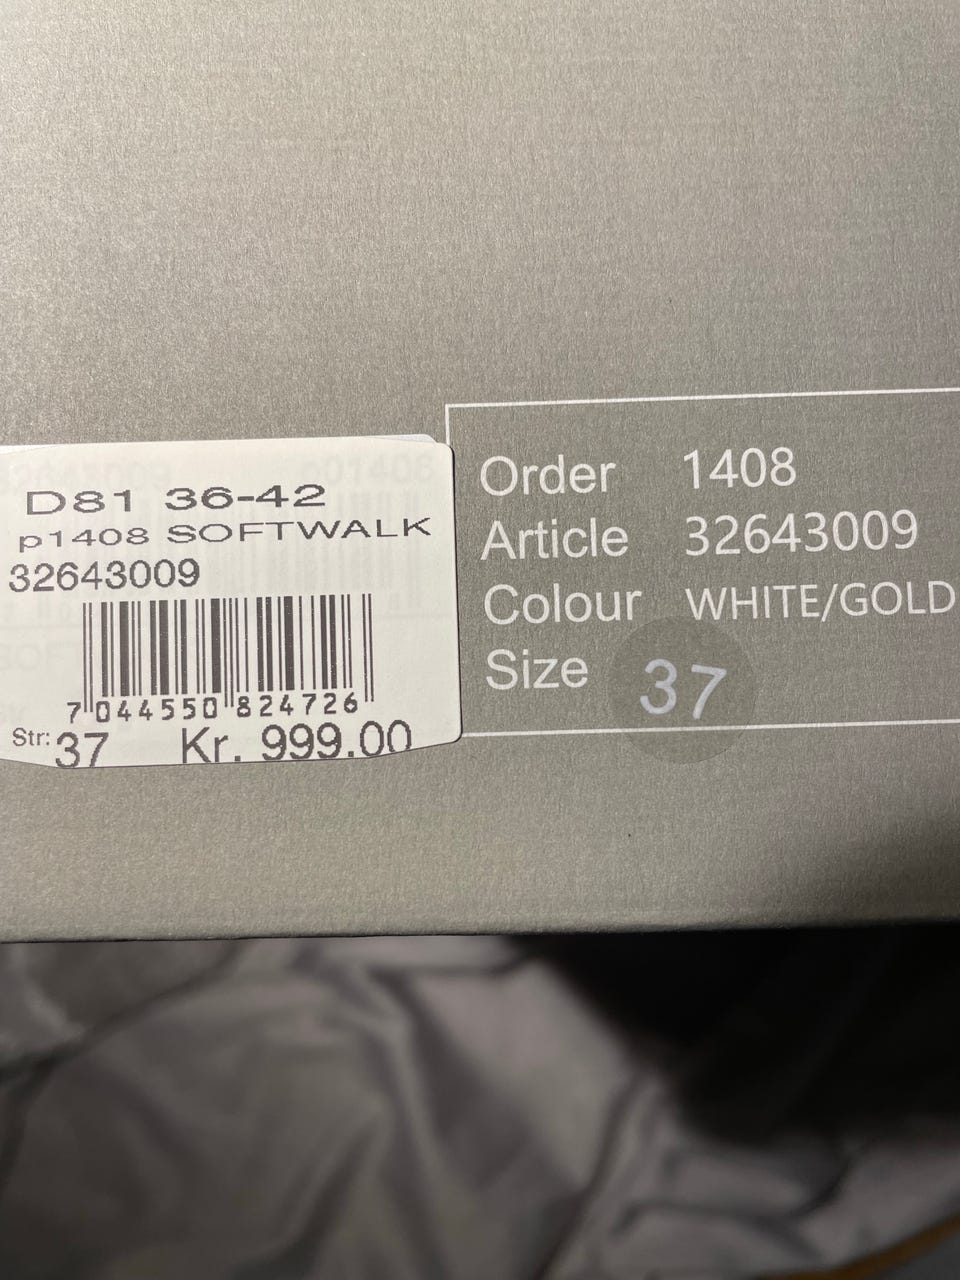 D81 36-42
p1408 SOFTWALK
32643009
7 044550 824726
Str: 37 Kr. 999.00
Order 1408
Article 32643009
Colour WHITE/GOLD
Size 37